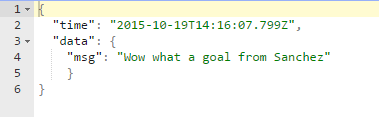 1 {
2 "time": "2015-10-19T14:16:07.799Z",
3 "data": {
4 "msg": "Wow what a goal from Sanchez"
5 }
6 }